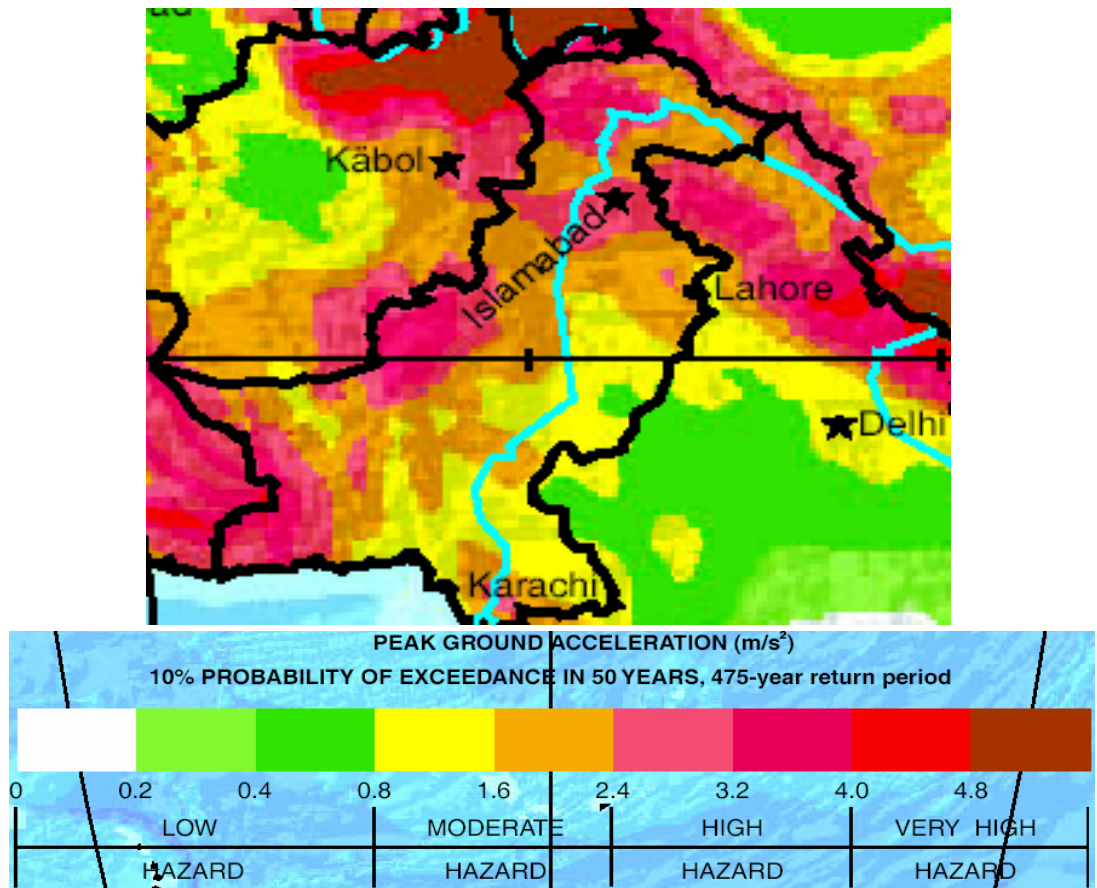 ad
Käbol
Islamabad
Lahore
Delhi
Karachi
PEAK GROUND ACCELERATION (m/s²)
10% PROBABILITY OF EXCEEDANCE IN 50 YEARS, 475-year return period
0 0.2 0.4 0.8 1.6 2.4 3.2 4.0 4.8
LOW MODERATE HIGH VERY HIGH
HAZARD HAZARD HAZARD HAZARD